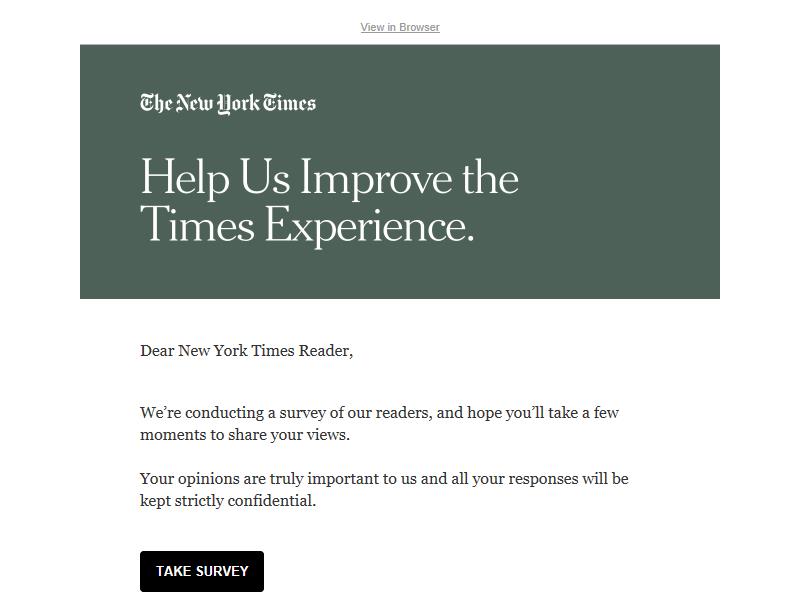 View in Browser
The New York Times
Help Us Improve the
Times Experience.
Dear New York Times Reader,
We’re conducting a survey of our readers, and hope you’ll take a few
moments to share your views.
Your opinions are truly important to us and all your responses will be
kept strictly confidential.
TAKE SURVEY